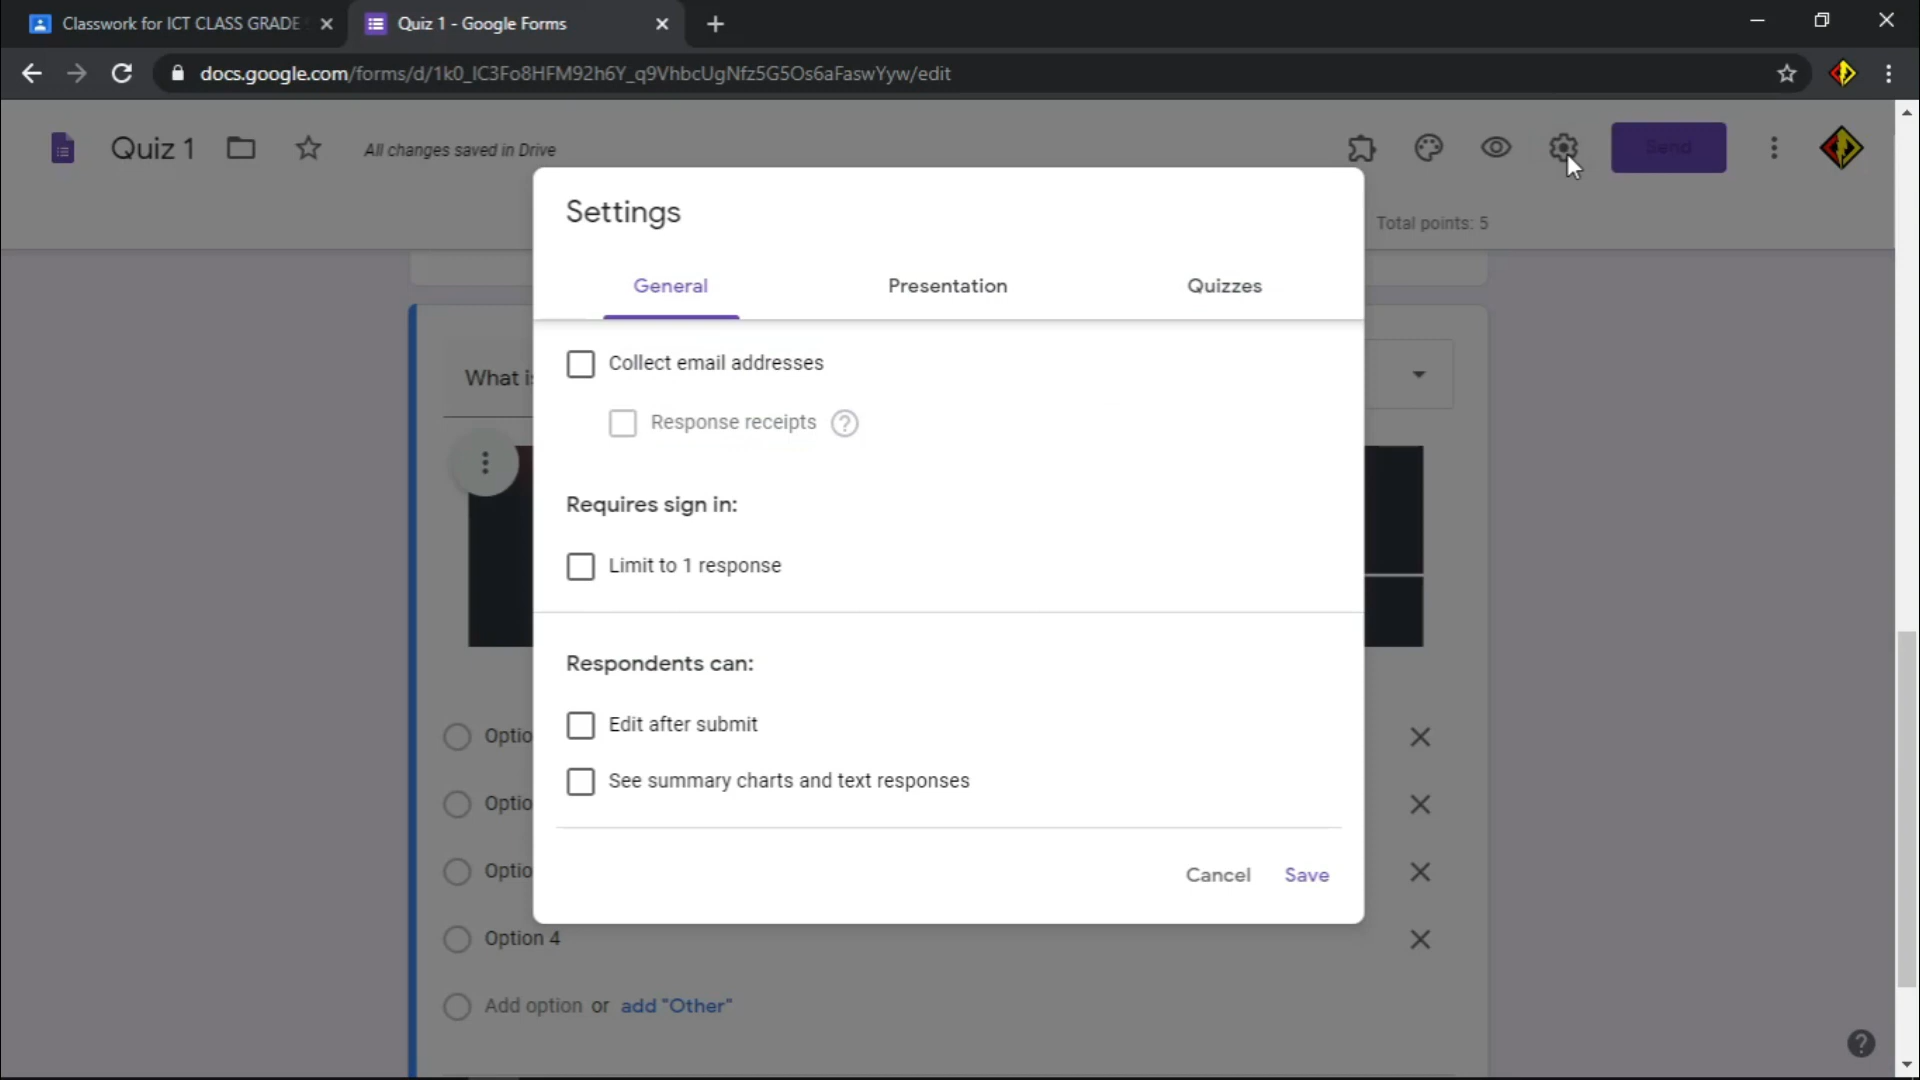 Classwork for ICT CLASS GRADE
Quiz 1 - Google Forms
docs.google.com/forms/d/1k0_IC3Fo8HFM92h6Y_q9VhbcUgNfz5G5Os6aFaswYyw/edit
Quiz 1
All changes saved in Drive
Send
Total points: 5
Settings
General
Presentation
Quizzes
Collect email addresses
What
Response receipts
Requires sign in:
Limit to 1 response
Respondents can:
Edit after submit
Optio
See summary charts and text responses
Optio
Optio
Cancel
Save
Option 4
Add option or add "Other"